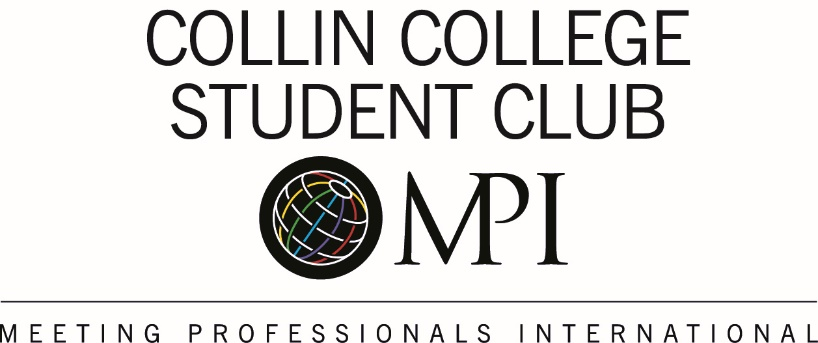 COLLIN COLLEGE
STUDENT CLUB
MPI
MEETING PROFESSIONALS INTERNATIONAL